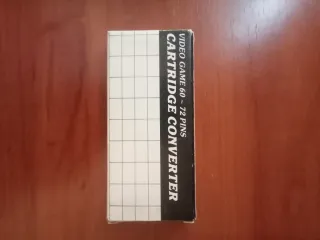 VIDEO GAME 60 ~ 72 PINS
CARTRIDGE CONVERTER